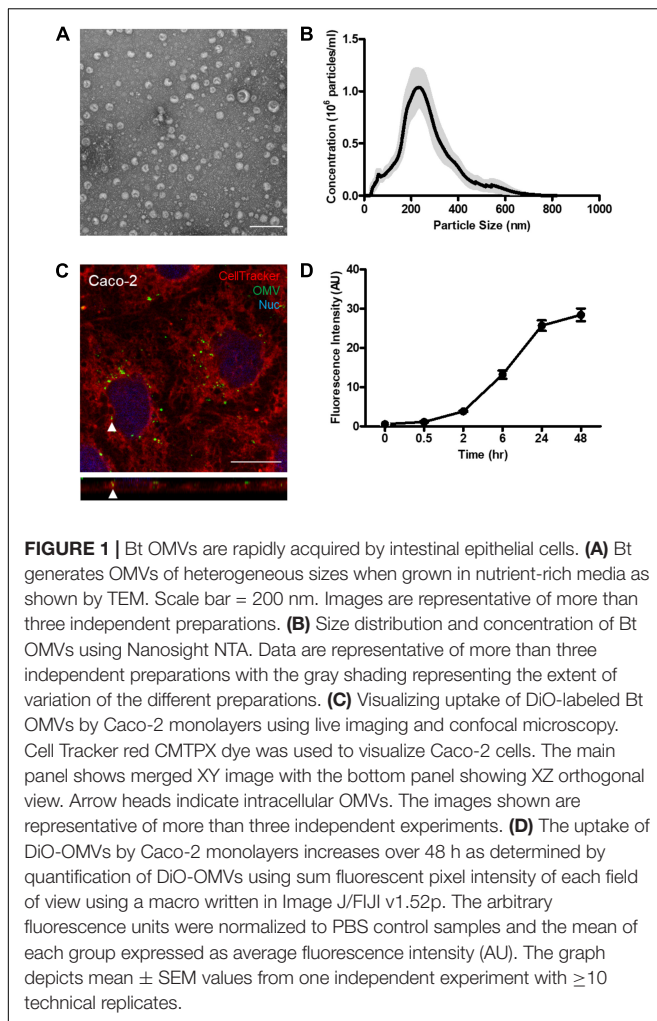 A
B
Concentration (10⁶ particles/ml)
1.5
1.0
0.5
0.0
0 200 400 600 800 1000
Particle Size (nm)
C
Caco-2
CellTracker
OMV
Nuc
D
Fluorescence Intensity (AU)
40
30
20
10
0
0 0.5 2 6 24 48
Time (hr)
FIGURE 1 | Bt OMVs are rapidly acquired by intestinal epithelial cells. (A) Bt
generates OMVs of heterogeneous sizes when grown in nutrient-rich media as
shown by TEM. Scale bar = 200 nm. Images are representative of more than
three independent preparations. (B) Size distribution and concentration of Bt
OMVs using Nanosight NTA. Data are representative of more than three
independent preparations with the gray shading representing the extent of
variation of the different preparations. (C) Visualizing uptake of DiO-labeled Bt
OMVs by Caco-2 monolayers using live imaging and confocal microscopy.
Cell Tracker red CMTPX dye was used to visualize Caco-2 cells. The main
panel shows merged XY image with the bottom panel showing XZ orthogonal
view. Arrow heads indicate intracellular OMVs. The images shown are
representative of more than three independent experiments. (D) The uptake of
DiO-OMVs by Caco-2 monolayers increases over 48 h as determined by
quantification of DiO-OMVs using sum fluorescent pixel intensity of each field
of view using a macro written in Image J/FIJI v1.52p. The arbitrary
fluorescence units were normalized to PBS control samples and the mean of
each group expressed as average fluorescence intensity (AU). The graph
depicts mean ± SEM values from one independent experiment with ≥10
technical replicates.